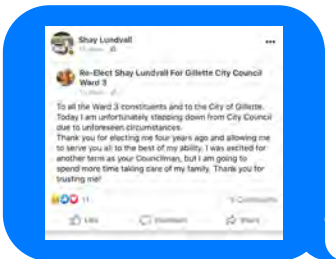 Shay Lundvall
Re-Elect Shay Lundvall For Gillette City Council
Ward 3
To all the Ward 3 constituents and to the City of Gillette.
Today I am unfortunately stepping down from City Council
due to unforeseen circumstances.
Thank you for electing me four years ago and allowing me
to serve you all to the best of my ability. I was excited for
another term as your Councilman, but I am going to
spend more time taking care of my family. Thank you for
trusting me!
Like Comment Share